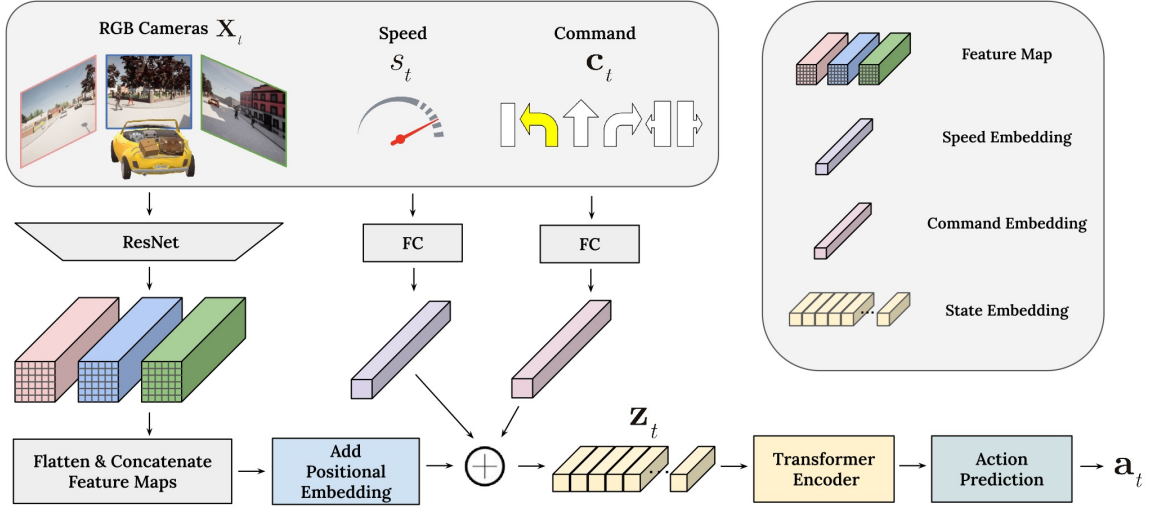 RGB Cameras X_t
Speed
s_t
Command
c_t
Feature Map
Speed Embedding
Command Embedding
State Embedding
ResNet
FC
FC
Flatten & Concatenate
Feature Maps
Add
Positional
Embedding
z_t
Transformer
Encoder
Action
Prediction
a_t